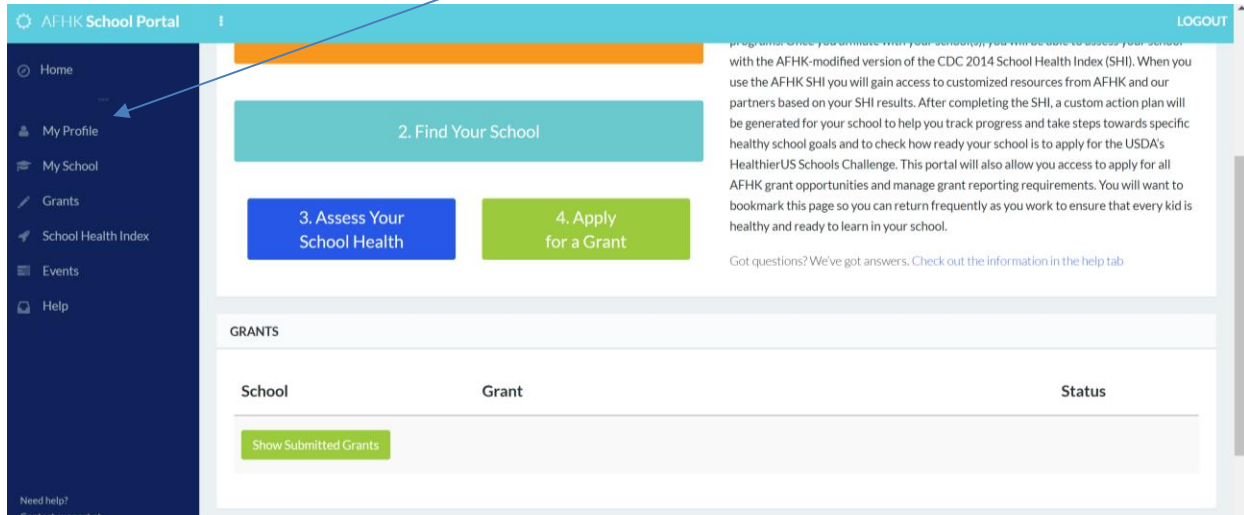 AFHK School Portal
LOGOUT
Home
My Profile
My School
Grants
School Health Index
Events
Help
Need help?
2. Find Your School
3. Assess Your
School Health
4. Apply
for a Grant
with the AFHK-modified version of the CDC 2014 School Health Index (SHI). When you
use the AFHK SHI you will gain access to customized resources from AFHK and our
partners based on your SHI results. After completing the SHI, a custom action plan will
be generated for your school to help you track progress and take steps towards specific
healthy school goals and to check how ready your school is to apply for the USDA's
HealthierUS Schools Challenge. This portal will also allow you access to apply for all
AFHK grant opportunities and manage grant reporting requirements. You will want to
bookmark this page so you can return frequently as you work to ensure that every kid is
healthy and ready to learn in your school.
Got questions? We've got answers. Check out the information in the help tab
GRANTS
School Grant Status
Show Submitted Grants